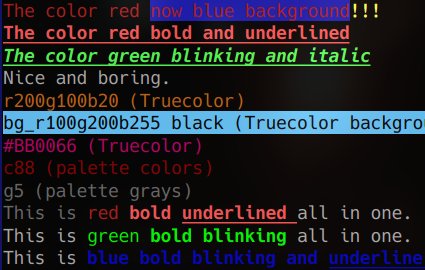 The color red now blue background!!!
The color red bold and underlined
The color green blinking and italic
Nice and boring.
r200g100b20 (Truecolor)
bg_r100g200b255 black (Truecolor backgro
#BB0066 (Truecolor)
c88 (palette colors)
g5 (palette grays)
This is red bold underlined all in one.
This is green bold blinking all in one.
This is blue bold blinking and underline